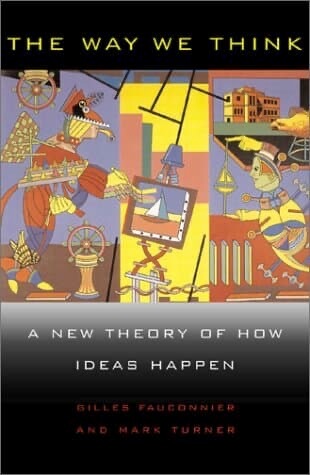 THE WAY WE THINK
A NEW THEORY OF HOW
IDEAS HAPPEN
GILLES FAUCONNIER
AND MARK TURNER